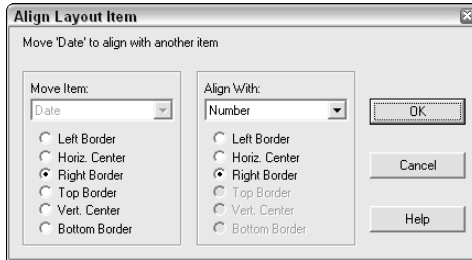 Align Layout Item
Move 'Date' to align with another item
Move Item:
Date
Left Border
Horiz. Center
Right Border
Top Border
Vert. Center
Bottom Border
Align With:
Number
Left Border
Horiz. Center
Right Border
Top Border
Vert. Center
Bottom Border
OK
Cancel
Help